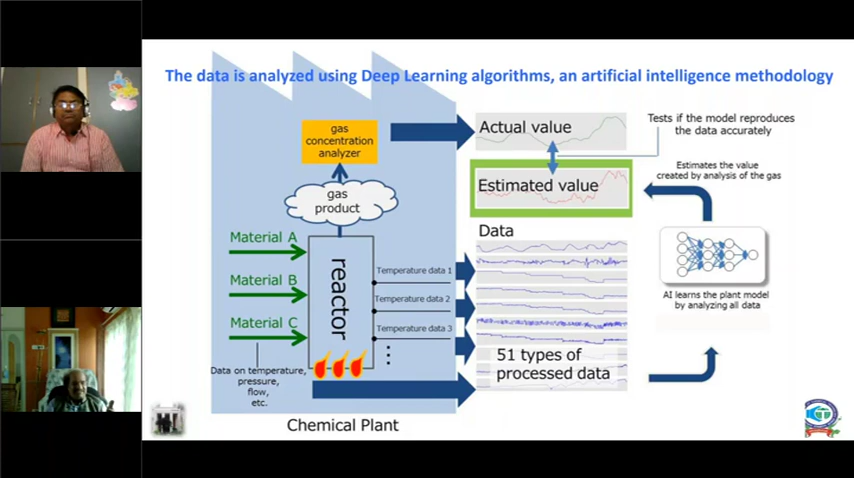 The data is analyzed using Deep Learning algorithms, an artificial intelligence methodology
gas
concentration
analyzer
Actual value
Tests if the model reproduces
the data accurately
Estimates the value
created by analysis of the gas
Estimated value
gas
product
Data
Material A
Material B
Material C
reactor
Temperature data 1
Temperature data 2
Temperature data 3
AI learns the plant model
by analyzing all data
51 types of
processed data
Data on temperature,
pressure,
flow,
etc.
Chemical Plant